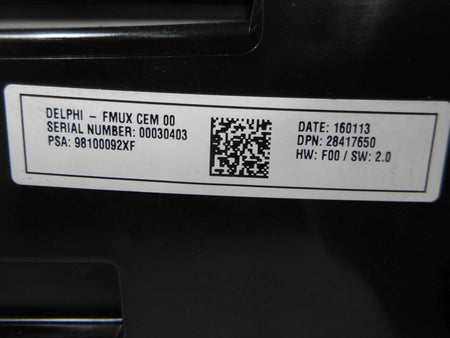 DELPHI - FMUX CEM 00
SERIAL NUMBER: 00030403
PSA: 98100092XF
DATE: 160113
DPN: 28417650
HW: F00 / SW: 2.0